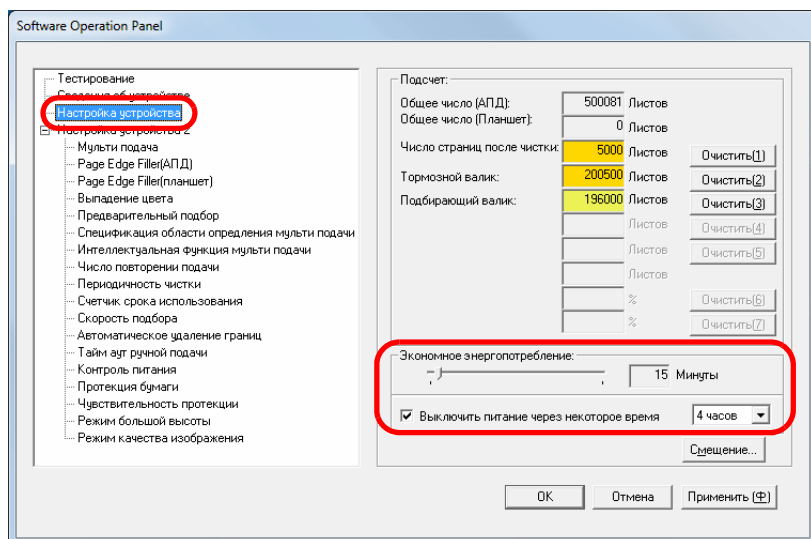 Software Operation Panel
Тестирование
Сведения об устройстве
Настройка устройства
Настройка устройства 2
Мульти подача
Page Edge Filler(АПД)
Page Edge Filler(планшет)
Выпадение цвета
Предварительный подбор
Спецификация области опредления мульти подачи
Интеллектуальная функция мульти подачи
Число повторении подачи
Периодичность чистки
Счетчик срока использования
Скорость подбора
Автоматическое удаление границ
Тайм аут ручной подачи
Контроль питания
Протекция бумаги
Чувствительность протекции
Режим большой высоты
Режим качества изображения
Подсчет:
Общее число (АПД): 500081 Листов
Общее число (Планшет): 0 Листов
Число страниц после чистки: 5000 Листов Очистить(1)
Тормозной валик: 200500 Листов Очистить(2)
Подбирающий валик: 196000 Листов Очистить(3)
Листов Очистить(4)
Листов Очистить(5)
Листов
% Очистить(6)
% Очистить(7)
Экономное энергопотребление:
15 Минуты
Выключить питание через некоторое время 4 часов
Смещение...
OK Отмена Применить (Ф)